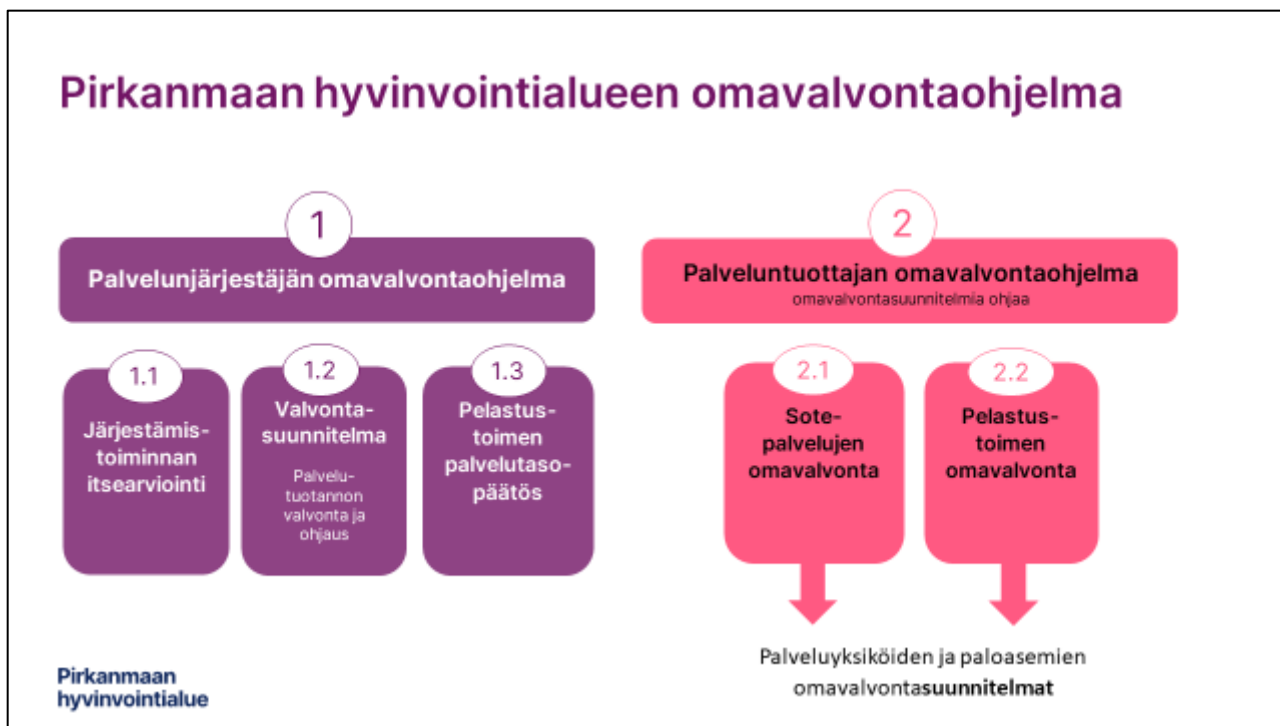 Pirkanmaan hyvinvointialueen omavalvontaohjelma
1
Palvelunjärjestäjän omavalvontaohjelma
1.1
Järjestämis-
toiminnan
itsearviointi
1.2
Valvonta-
suunnitelma
Palvelu-
tuotannon
valvonta ja
ohjaus
1.3
Pelastus-
toimen
palvelutaso-
päätös
2
Palveluntuottajan omavalvontaohjelma
omavalvontasuunnitelmia ohjaa
2.1
Sote-
palvelujen
omavalvonta
2.2
Pelastus-
toimen
omavalvonta
Palveluyksiköiden ja paloasemien
omavalvontasuunnitelmat
Pirkanmaan
hyvinvointialue